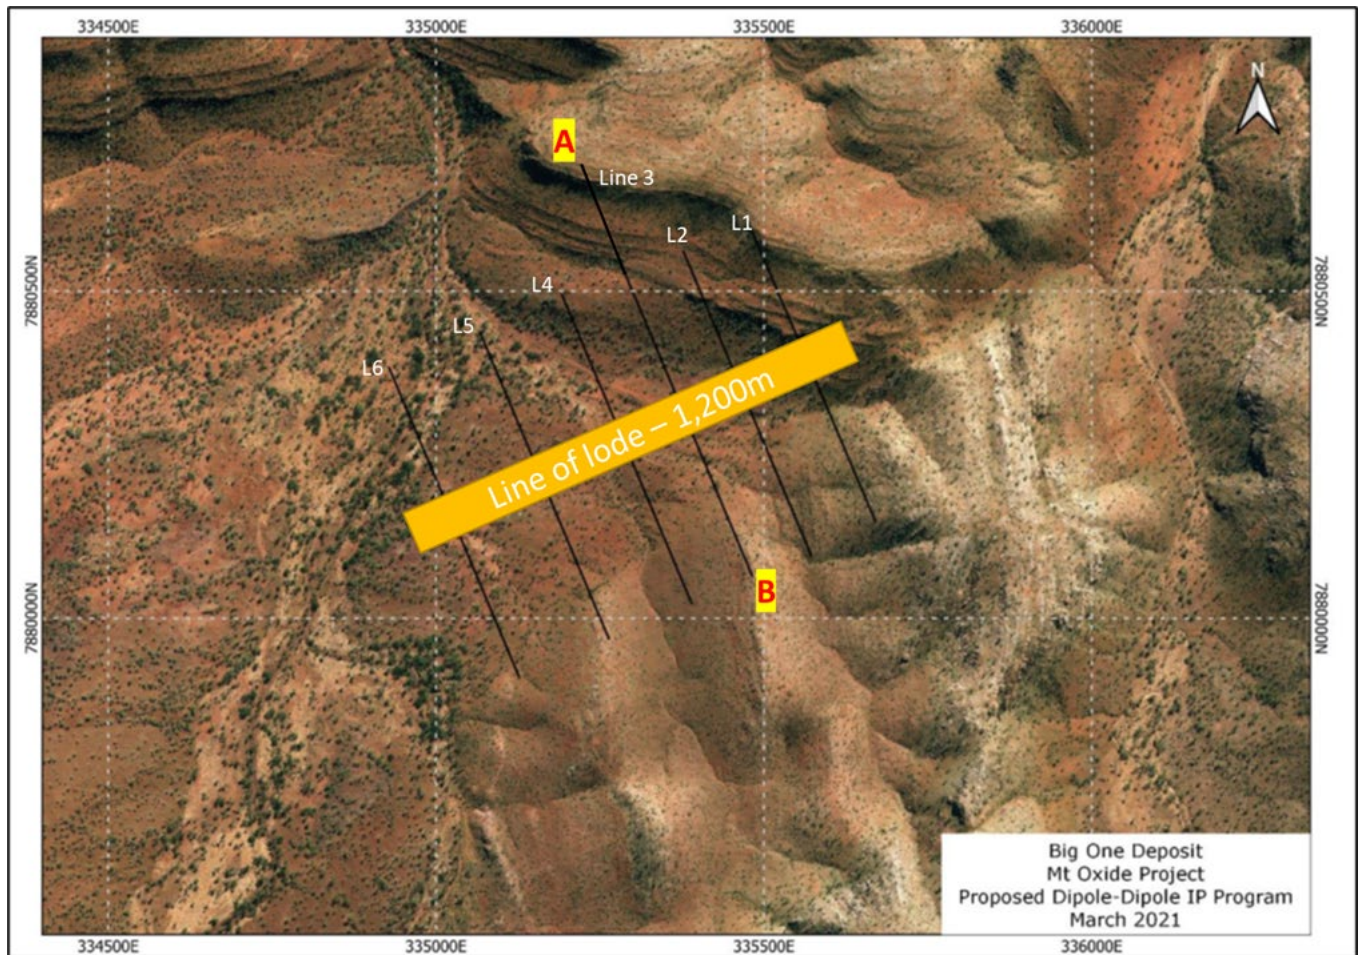 334500E
335000E
335500E
336000E
N
A
Line 3
L1
L2
7880500N
7880500N
L4
L5
L6
Line of lode – 1,200m
B
7880000N
7880000N
Big One Deposit
Mt Oxide Project
Proposed Dipole-Dipole IP Program
March 2021
334500E
335000E
335500E
336000E